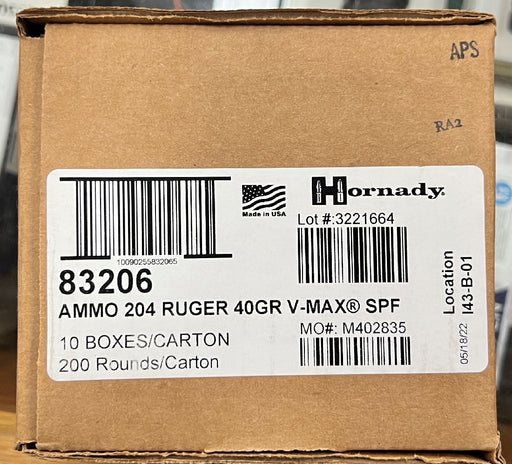 APS
RA2
Made in USA
Hornady®
Lot #:3221664
10090255832065
83206
AMMO 204 RUGER 40GR V-MAX® SPF
10 BOXES/CARTON
MO#: M402835
200 Rounds/Carton
Location
I43-B-01
05/18/22